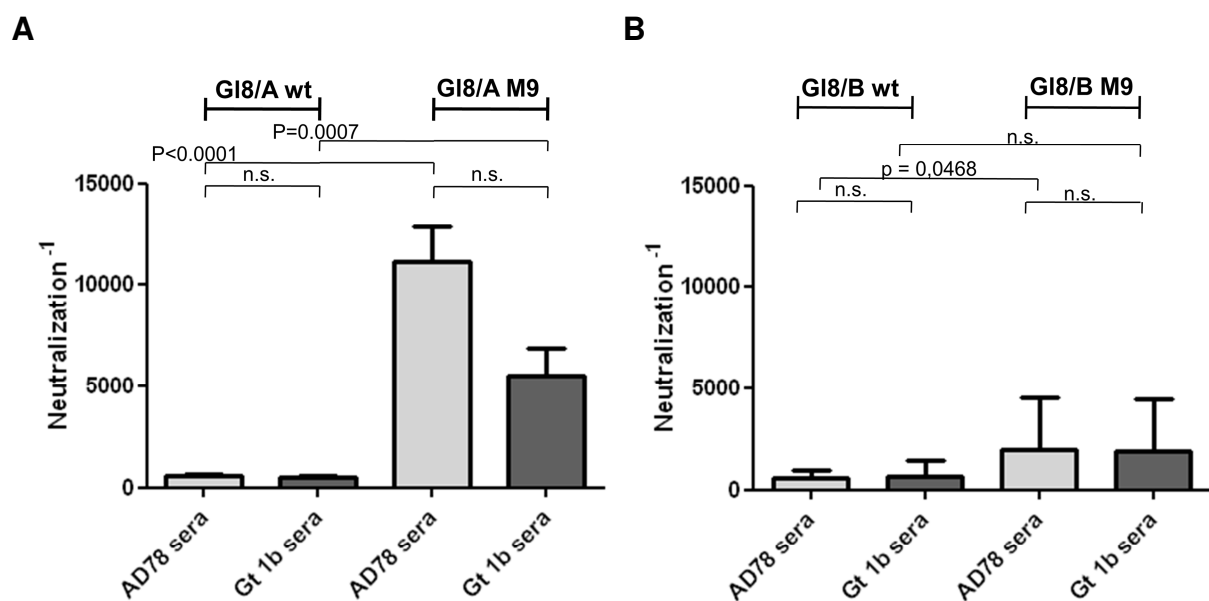 A
GI8/A wt
GI8/A M9
P=0.0007
P<0.0001
n.s.
n.s.
15000
10000
5000
0
Neutralization-1
AD78 sera
Gt 1b sera
AD78 sera
Gt 1b sera
B
GI8/B wt
GI8/B M9
n.s.
p = 0,0468
n.s.
n.s.
15000
10000
5000
0
Neutralization-1
AD78 sera
Gt 1b sera
AD78 sera
Gt 1b sera